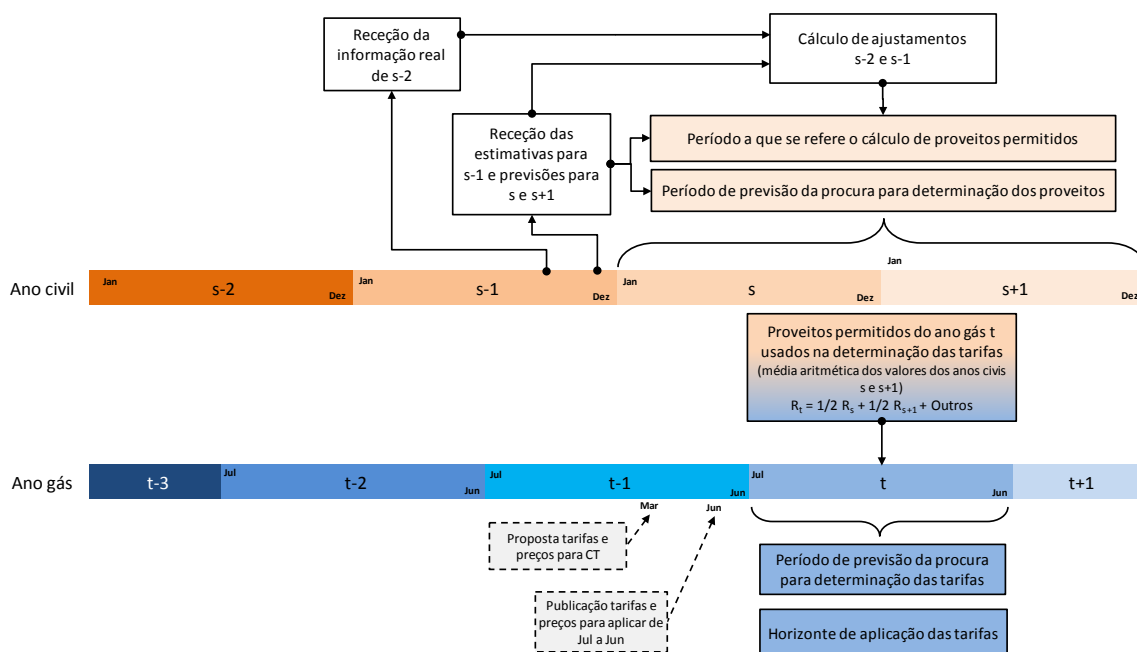 Receção da
informação real
de s-2
Cálculo de ajustamentos
s-2 e s-1
Receção das
estimativas para
s-1 e previsões para
s e s+1
Período a que se refere o cálculo de proveitos permitidos
Período de previsão da procura para determinação dos proveitos
Ano civil
Jan
s-2
Dez
Jan
s-1
Dez
Jan
s
Dez
Jan
s+1
Dez
Proveitos permitidos do ano gás t
usados na determinação das tarifas
(média aritmética dos valores dos anos civis
s e s+1)
Rt = 1/2 Rs + 1/2 Rs+1 + Outros
Ano gás
t-3
Jul
t-2
Jun
Jul
t-1
Jun
Jul
t
Jun
t+1
Mar
Jun
Proposta tarifas e
preços para CT
Publicação tarifas e
preços para aplicar de
Jul a Jun
Período de previsão da procura
para determinação das tarifas
Horizonte de aplicação das tarifas